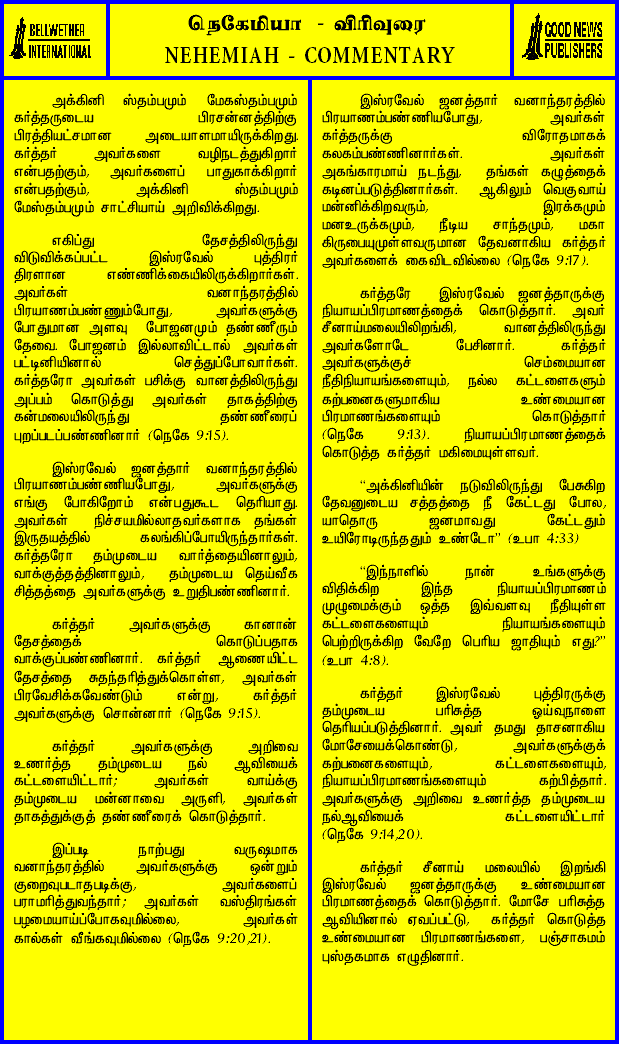 BELLWETHER
INTERNATIONAL
நெகேமியா - விரிவுரை
NEHEMIAH - COMMENTARY
GOOD NEWS
PUBLISHERS
அக்கினி ஸ்தம்பமும் மேகஸ்தம்பமும்
கர்த்தருடைய பிரசன்னத்திற்கு
பிரத்தியட்சமான அடையாளமாயிருக்கிறது.
கர்த்தர் அவர்களை வழிநடத்துகிறார்
என்பதற்கும், அவர்களைப் பாதுகாக்கிறார்
என்பதற்கும், அக்கினி ஸ்தம்பமும்
மேஸ்தம்பமும் சாட்சியாய் அறிவிக்கிறது.
எகிப்து தேசத்திலிருந்து
விடுவிக்கப்பட்ட இஸ்ரவேல் புத்திரர்
திரளான எண்ணிக்கையிலிருக்கிறார்கள்.
அவர்கள் வனாந்தரத்தில்
பிரயாணம்பண்ணும்போது, அவர்களுக்கு
போதுமான அளவு போஜனமும் தண்ணீரும்
தேவை. போஜனம் இல்லாவிட்டால் அவர்கள்
பட்டினியினால் செத்துப்போவார்கள்.
கர்த்தரோ அவர்கள் பசிக்கு வானத்திலிருந்து
அப்பம் கொடுத்து அவர்கள் தாகத்திற்கு
கன்மலையிலிருந்து தண்ணீரைப்
புறப்படப்பண்ணினார் (நெகே 9:15).
இஸ்ரவேல் ஜனத்தார் வனாந்தரத்தில்
பிரயாணம்பண்ணியபோது, அவர்களுக்கு
எங்கு போகிறோம் என்பதுகூட தெரியாது.
அவர்கள் நிச்சயமில்லாதவர்களாக தங்கள்
இருதயத்தில் கலங்கிப்போயிருந்தார்கள்.
கர்த்தரோ தம்முடைய வார்த்தையினாலும்,
வாக்குத்தத்தினாலும், தம்முடைய தெய்வீக
சித்தத்தை அவர்களுக்கு உறுதிபண்ணினார்.
கர்த்தர் அவர்களுக்கு கானான்
தேசத்தைக் கொடுப்பதாக
வாக்குப்பண்ணினார். கர்த்தர் ஆணையிட்ட
தேசத்தை சுதந்தரித்துக்கொள்ள, அவர்கள்
பிரவேசிக்கவேண்டும் என்று, கர்த்தர்
அவர்களுக்கு சொன்னார் (நெகே 9:15).
கர்த்தர் அவர்களுக்கு அறிவை
உணர்த்த தம்முடைய நல் ஆவியைக்
கட்டளையிட்டார்; அவர்கள் வாய்க்கு
தம்முடைய மன்னாவை அருளி, அவர்கள்
தாகத்துக்குத் தண்ணீரைக் கொடுத்தார்.
இப்படி நாற்பது வருஷமாக
வனாந்தரத்தில் அவர்களுக்கு ஒன்றும்
குறைவுபடாதபடிக்கு, அவர்களைப்
பராமரித்துவந்தார்; அவர்கள் வஸ்திரங்கள்
பழமையாய்ப்போகவுமில்லை, அவர்கள்
கால்கள் வீங்கவுமில்லை (நெகே 9:20,21).
இஸ்ரவேல் ஜனத்தார் வனாந்தரத்தில்
பிரயாணம்பண்ணியபோது, அவர்கள்
கர்த்தருக்கு விரோதமாகக்
கலகம்பண்ணினார்கள். அவர்கள்
அகங்காரமாய் நடந்து, தங்கள் கழுத்தைக்
கடினப்படுத்தினார்கள். ஆகிலும் வெகுவாய்
மன்னிக்கிறவரும், இரக்கமும்
மனஉருக்கமும், நீடிய சாந்தமும், மகா
கிருபையுமுள்ளவருமான தேவனாகிய கர்த்தர்
அவர்களைக் கைவிடவில்லை (நெகே 9:17).
கர்த்தரே இஸ்ரவேல் ஜனத்தாருக்கு
நியாயப்பிரமாணத்தைக் கொடுத்தார். அவர்
சீனாய்மலையிலிறங்கி, வானத்திலிருந்து
அவர்களோடே பேசினார். கர்த்தர்
அவர்களுக்குச் செம்மையான
நீதிநியாயங்களையும், நல்ல கட்டளைகளும்
கற்பனைகளுமாகிய உண்மையான
பிரமாணங்களையும் கொடுத்தார்
(நெகே 9:13). நியாயப்பிரமாணத்தைக்
கொடுத்த கர்த்தர் மகிமையுள்ளவர்.
“அக்கினியின் நடுவிலிருந்து பேசுகிற
தேவனுடைய சத்தத்தை நீ கேட்டது போல,
யாதொரு ஜனமாவது கேட்டதும்
உயிரோடிருந்ததும் உண்டோ” (உபா 4:33)
“இந்நாளில் நான் உங்களுக்கு
விதிக்கிற இந்த நியாயப்பிரமாணம்
முழுமைக்கும் ஒத்த இவ்வளவு நீதியுள்ள
கட்டளைகளையும் நியாயங்களையும்
பெற்றிருக்கிற வேறே பெரிய ஜாதியும் எது?”
(உபா 4:8).
கர்த்தர் இஸ்ரவேல் புத்திரருக்கு
தம்முடைய பரிசுத்த ஓய்வுநாளை
தெரியப்படுத்தினார். அவர் தமது தாசனாகிய
மோசேயைக்கொண்டு, அவர்களுக்குக்
கற்பனைகளையும், கட்டளைகளையும்,
நியாயப்பிரமாணங்களையும் கற்பித்தார்.
அவர்களுக்கு அறிவை உணர்த்த தம்முடைய
நல்ஆவியைக் கட்டளையிட்டார்
(நெகே 9:14,20).
கர்த்தர் சீனாய் மலையில் இறங்கி
இஸ்ரவேல் ஜனத்தாருக்கு உண்மையான
பிரமாணத்தைக் கொடுத்தார். மோசே பரிசுத்த
ஆவியினால் ஏவப்பட்டு, கர்த்தர் கொடுத்த
உண்மையான பிரமாணங்களை, பஞ்சாகமம்
புஸ்தகமாக எழுதினார்.